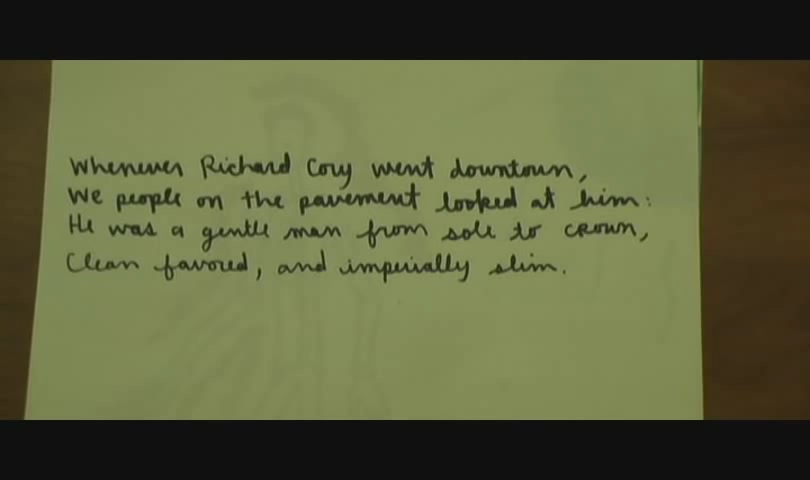 Whenever Richard Cory went downtown,
We people on the pavement looked at him:
He was a gentle man from sole to crown,
Clean favored, and imperially slim.